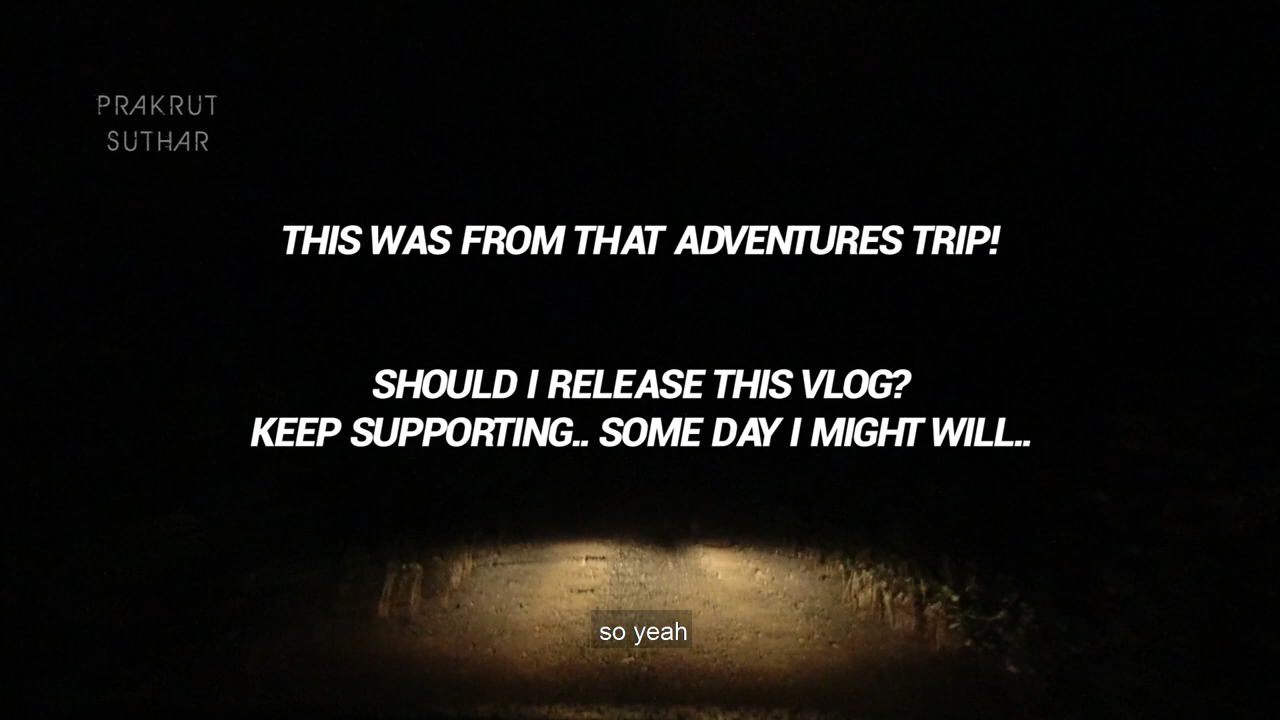 PRAKRUT
SUTHAR
THIS WAS FROM THAT ADVENTURES TRIP!
SHOULD I RELEASE THIS VLOG?
KEEP SUPPORTING.. SOME DAY I MIGHT WILL..
so yeah